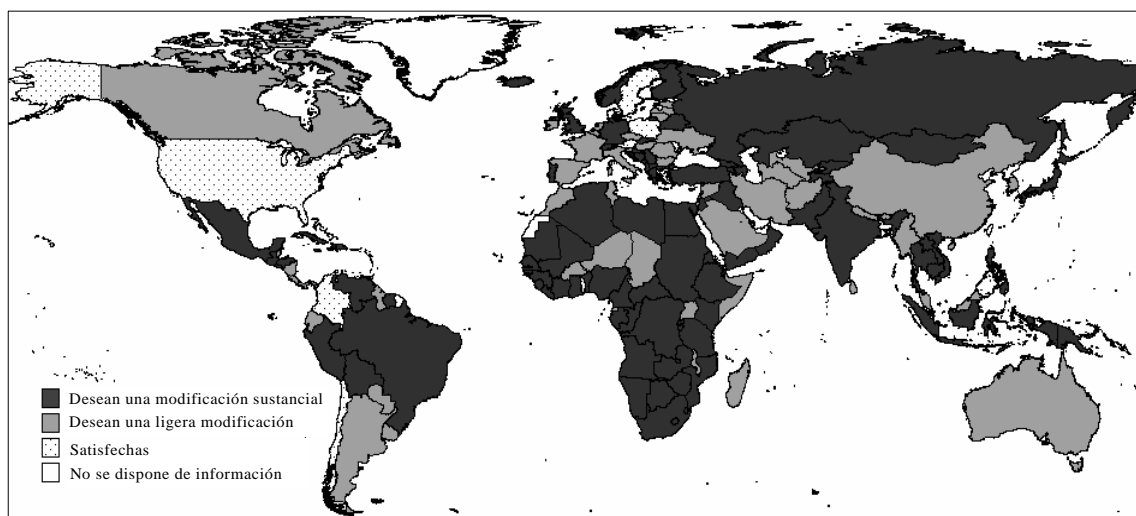 Desean una modificación sustancial
Desean una ligera modificación
Satisfechas
No se dispone de información